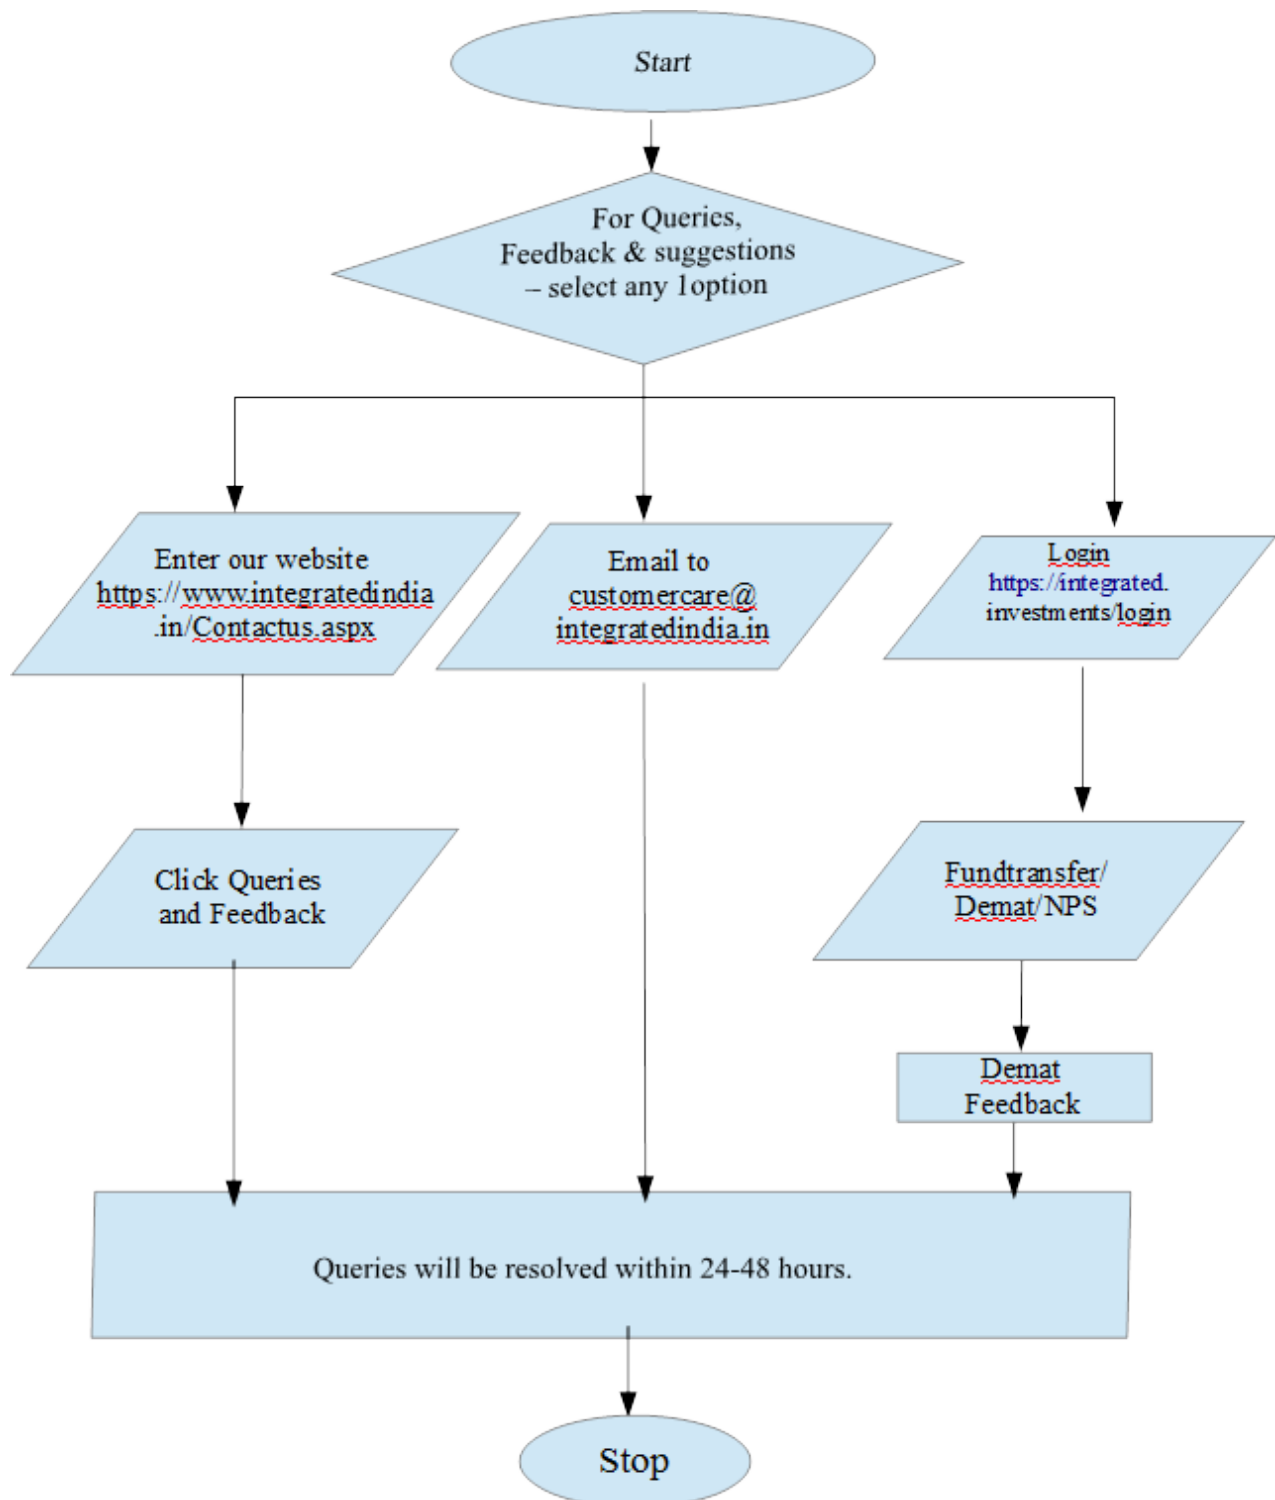 Start
For Queries,
Feedback & suggestions
– select any 1option
Enter our website
https://www.integratedindia
.in/Contactus.aspx
Email to
customercare@
integratedindia.in
Login
https://integrated.
investments/login
Click Queries
and Feedback
Fundtransfer/
Demat/NPS
Demat
Feedback
Queries will be resolved within 24-48 hours.
Stop